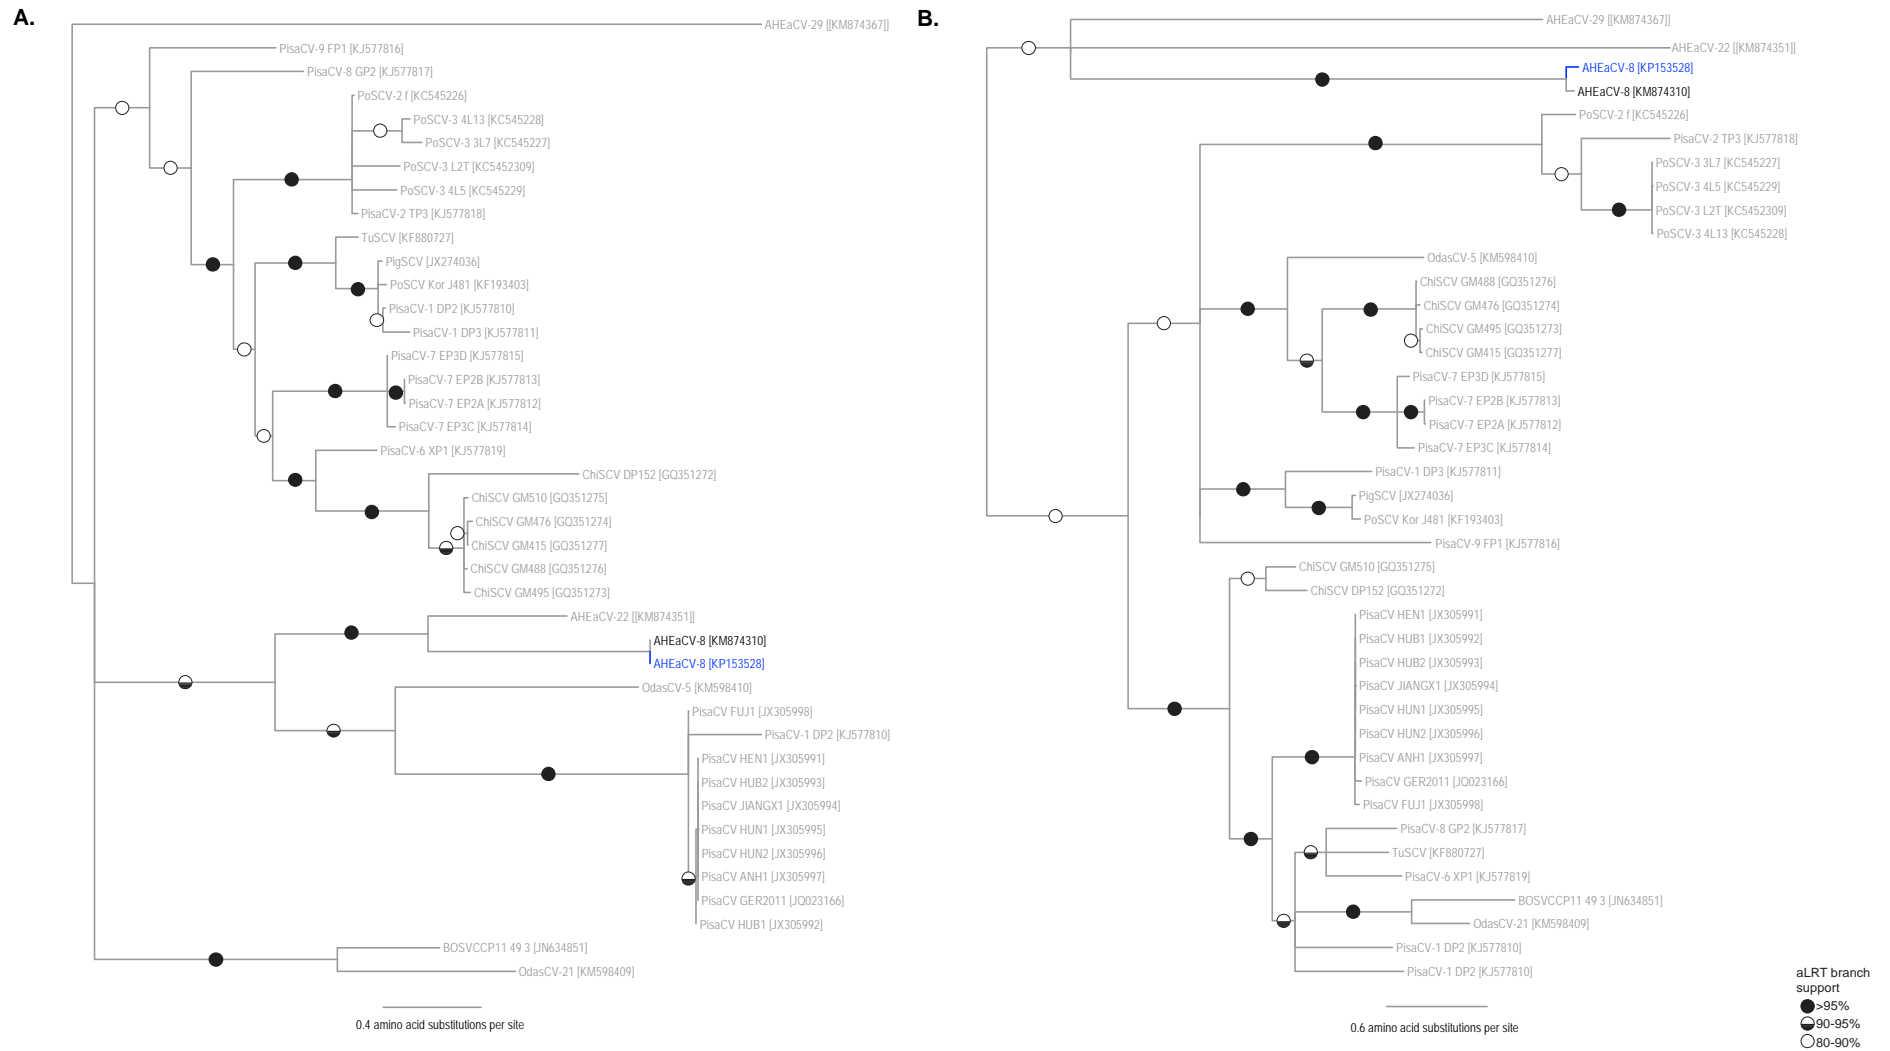 A.
AHEaCV-29 [[KM874367]]
PisaCV-9 FP1 [KJ577816]
PisaCV-8 GP2 [KJ577817]
PoSCV-2 f [KC545226]
PoSCV-3 4L13 [KC545228]
PoSCV-3 3L7 [KC545227]
PoSCV-3 L2T [KC5452309]
PoSCV-3 4L5 [KC545229]
PisaCV-2 TP3 [KJ577818]
TuSCV [KF880727]
PigSCV [JX274036]
PoSCV Kor J481 [KF193403]
PisaCV-1 DP2 [KJ577810]
PisaCV-1 DP3 [KJ577811]
PisaCV-7 EP3D [KJ577815]
PisaCV-7 EP2B [KJ577813]
PisaCV-7 EP2A [KJ577812]
PisaCV-7 EP3C [KJ577814]
PisaCV-6 XP1 [KJ577819]
ChiSCV DP152 [GQ351272]
ChiSCV GM510 [GQ351275]
ChiSCV GM476 [GQ351274]
ChiSCV GM415 [GQ351277]
ChiSCV GM488 [GQ351276]
ChiSCV GM495 [GQ351273]
AHEaCV-22 [[KM874351]]
AHEaCV-8 [KM874310]
AHEaCV-8 [KP153528]
OdasCV-5 [KM598410]
PisaCV FUJ1 [JX305998]
PisaCV-1 DP2 [KJ577810]
PisaCV HEN1 [JX305991]
PisaCV HUB2 [JX305993]
PisaCV JIANGX1 [JX305994]
PisaCV HUN1 [JX305995]
PisaCV HUN2 [JX305996]
PisaCV ANH1 [JX305997]
PisaCV GER2011 [JQ023166]
PisaCV HUB1 [JX305992]
BOSVCCP11 49 3 [JN634851]
OdasCV-21 [KM598409]
0.4 amino acid substitutions per site
B.
AHEaCV-29 [[KM874367]]
AHEaCV-22 [[KM874351]]
AHEaCV-8 [KP153528]
AHEaCV-8 [KM874310]
PoSCV-2 f [KC545226]
PisaCV-2 TP3 [KJ577818]
PoSCV-3 3L7 [KC545227]
PoSCV-3 4L5 [KC545229]
PoSCV-3 L2T [KC5452309]
PoSCV-3 4L13 [KC545228]
OdasCV-5 [KM598410]
ChiSCV GM488 [GQ351276]
ChiSCV GM476 [GQ351274]
ChiSCV GM495 [GQ351273]
ChiSCV GM415 [GQ351277]
PisaCV-7 EP3D [KJ577815]
PisaCV-7 EP2B [KJ577813]
PisaCV-7 EP2A [KJ577812]
PisaCV-7 EP3C [KJ577814]
PisaCV-1 DP3 [KJ577811]
PigSCV [JX274036]
PoSCV Kor J481 [KF193403]
PisaCV-9 FP1 [KJ577816]
ChiSCV GM510 [GQ351275]
ChiSCV DP152 [GQ351272]
PisaCV HEN1 [JX305991]
PisaCV HUB1 [JX305992]
PisaCV HUB2 [JX305993]
PisaCV JIANGX1 [JX305994]
PisaCV HUN1 [JX305995]
PisaCV HUN2 [JX305996]
PisaCV ANH1 [JX305997]
PisaCV GER2011 [JQ023166]
PisaCV FUJ1 [JX305998]
PisaCV-8 GP2 [KJ577817]
TuSCV [KF880727]
PisaCV-6 XP1 [KJ577819]
BOSVCCP11 49 3 [JN634851]
OdasCV-21 [KM598409]
PisaCV-1 DP2 [KJ577810]
PisaCV-1 DP2 [KJ577810]
0.6 amino acid substitutions per site
aLRT branch
support
>95%
90-95%
80-90%